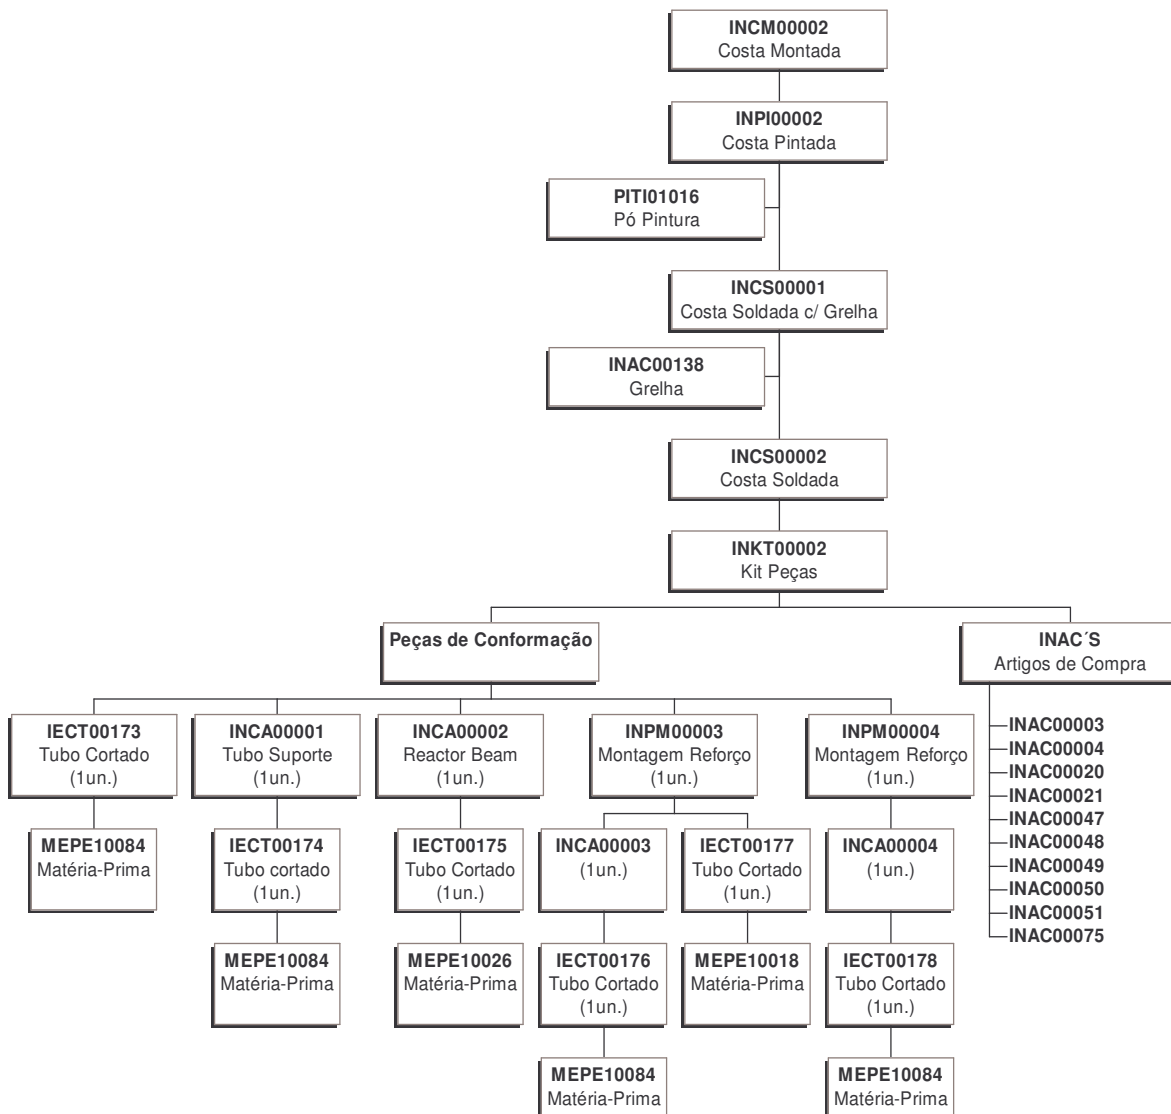 INCM00002
Costa Montada
INPI00002
Costa Pintada
PITI01016
Pó Pintura
INCS00001
Costa Soldada c/ Grelha
INAC00138
Grelha
INCS00002
Costa Soldada
INKT00002
Kit Peças
Peças de Conformação
INAC´S
Artigos de Compra
IECT00173
Tubo Cortado
(1un.)
INCA00001
Tubo Suporte
(1un.)
INCA00002
Reactor Beam
(1un.)
INPM00003
Montagem Reforço
(1un.)
INPM00004
Montagem Reforço
(1un.)
MEPE10084
Matéria-Prima
IECT00174
Tubo cortado
(1un.)
IECT00175
Tubo Cortado
(1un.)
INCA00003
(1un.)
IECT00177
Tubo Cortado
(1un.)
INCA00004
(1un.)
MEPE10084
Matéria-Prima
MEPE10026
Matéria-Prima
IECT00176
Tubo Cortado
(1un.)
MEPE10018
Matéria-Prima
IECT00178
Tubo Cortado
(1un.)
MEPE10084
Matéria-Prima
MEPE10084
Matéria-Prima
INAC00003
INAC00004
INAC00020
INAC00021
INAC00047
INAC00048
INAC00049
INAC00050
INAC00051
INAC00075